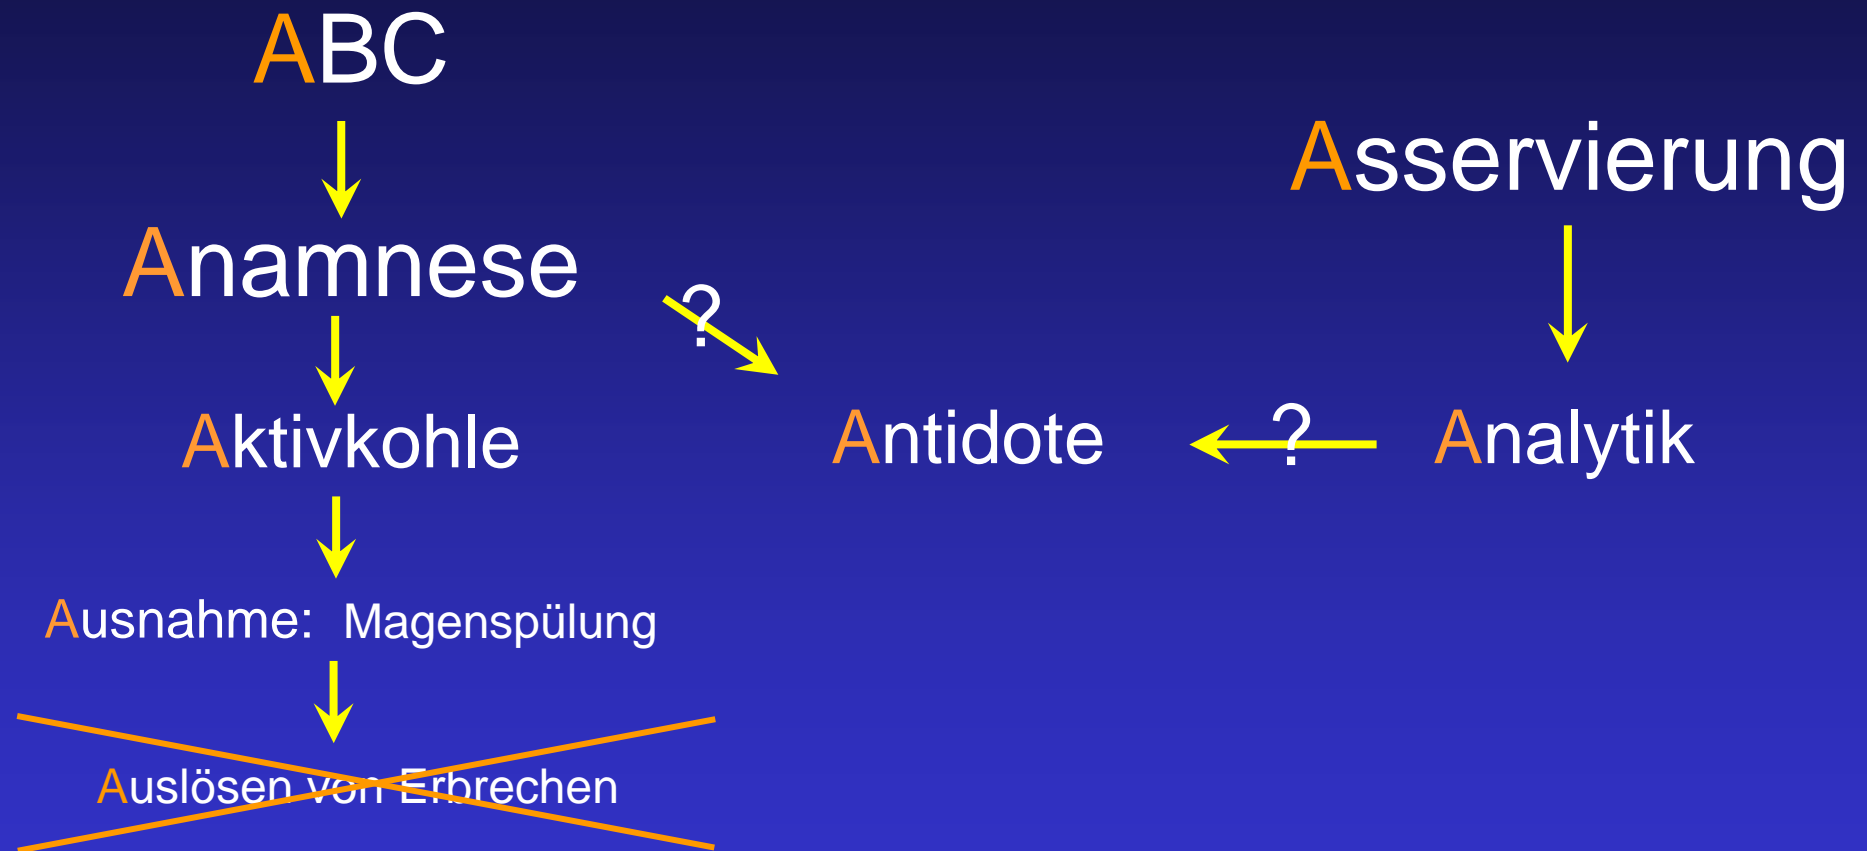 ABC
Asservierung
Anamnese
?
Aktivkohle
Antidote
?
Analytik
Ausnahme: Magenspülung
Auslösen von Erbrechen